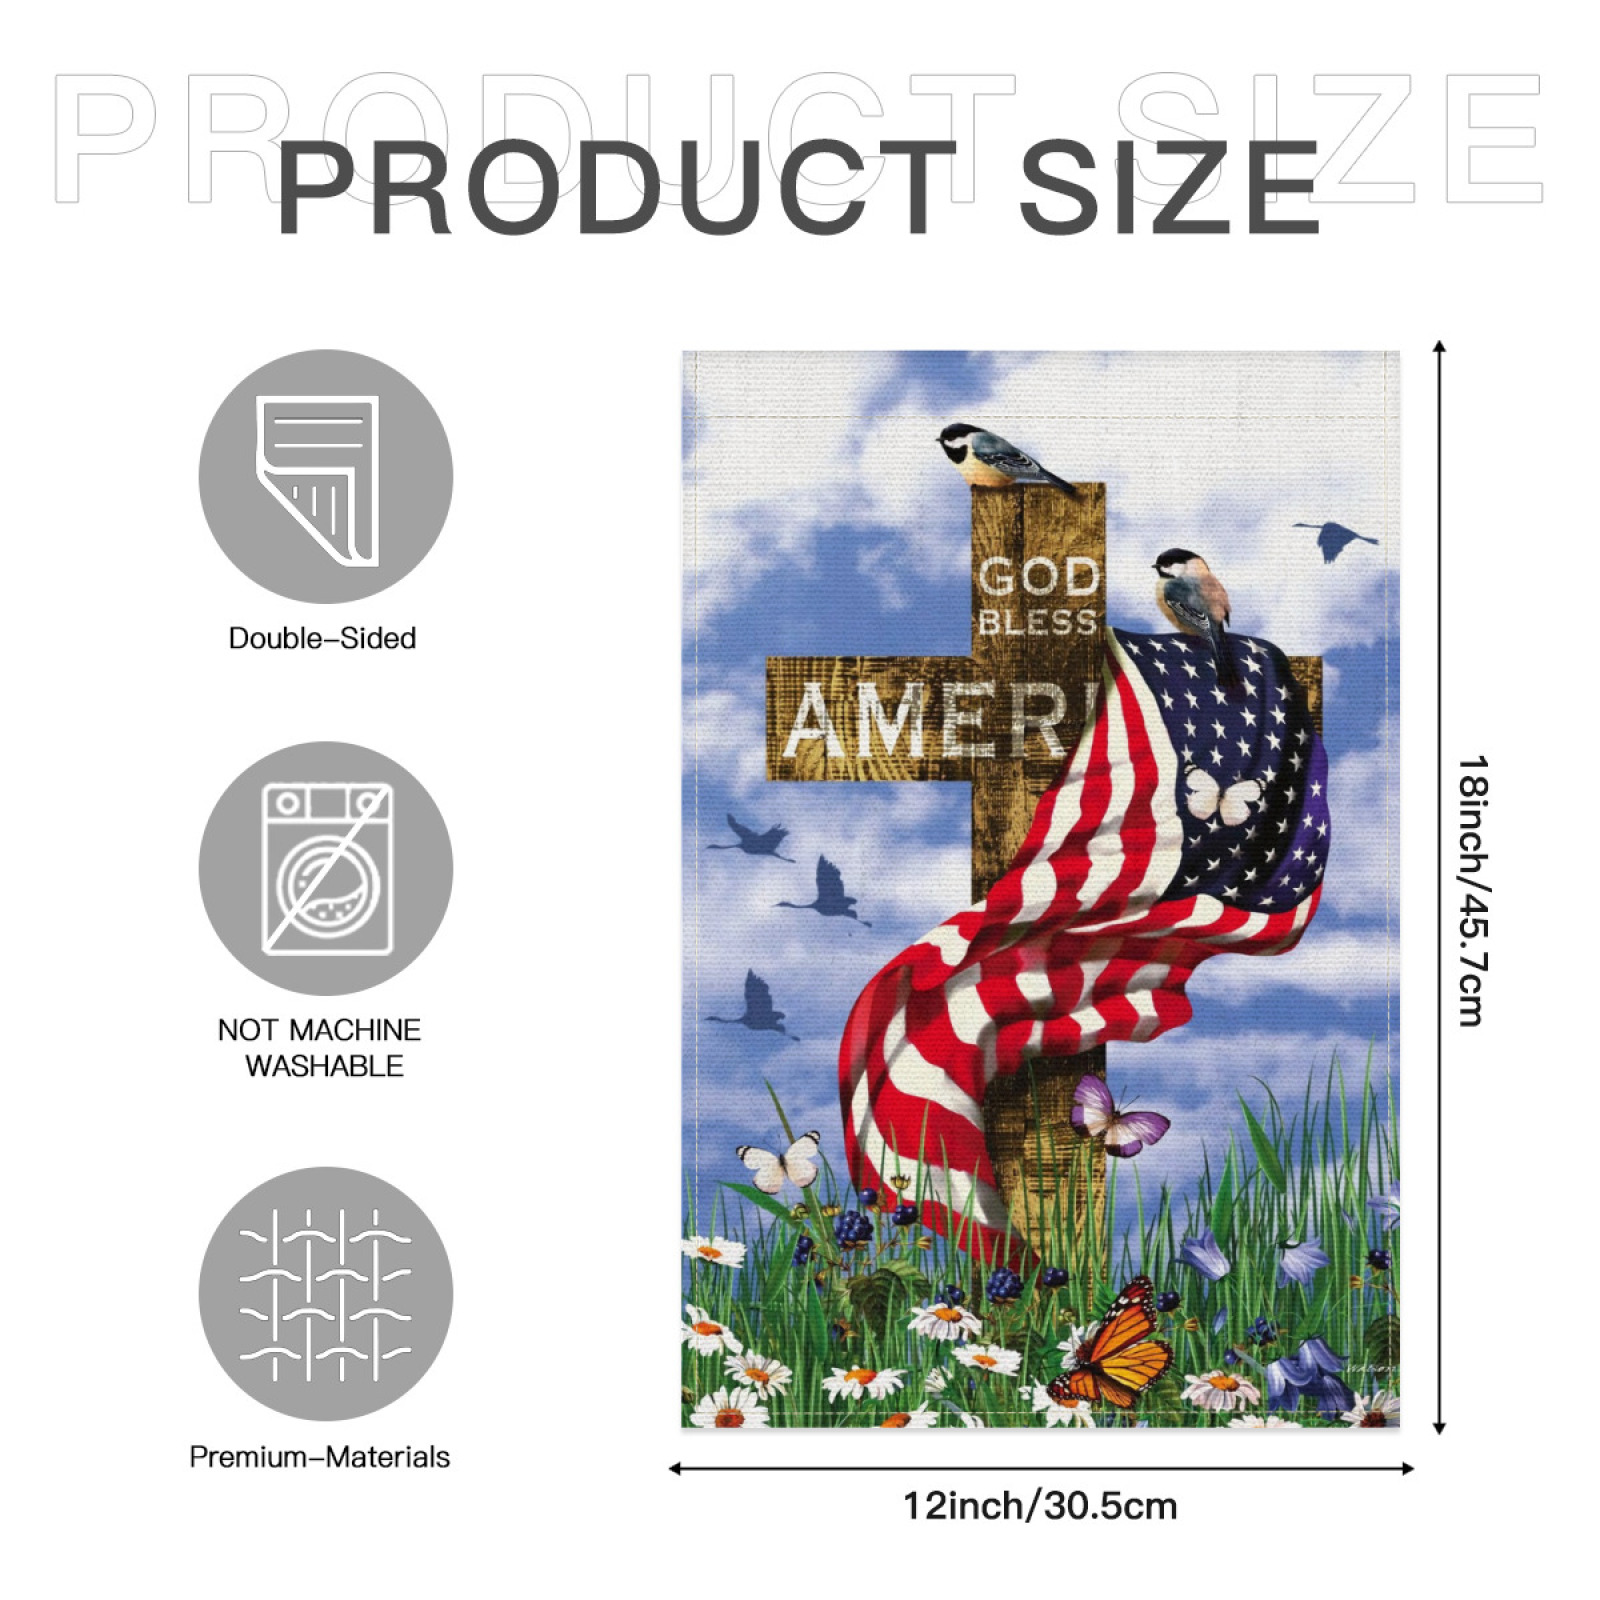 PRODUCT SIZE
PRODUCT SIZE
Double-Sided
NOT MACHINE
WASHABLE
Premium-Materials
GOD
BLESS
AMERI
18inch/45.7cm
12inch/30.5cm